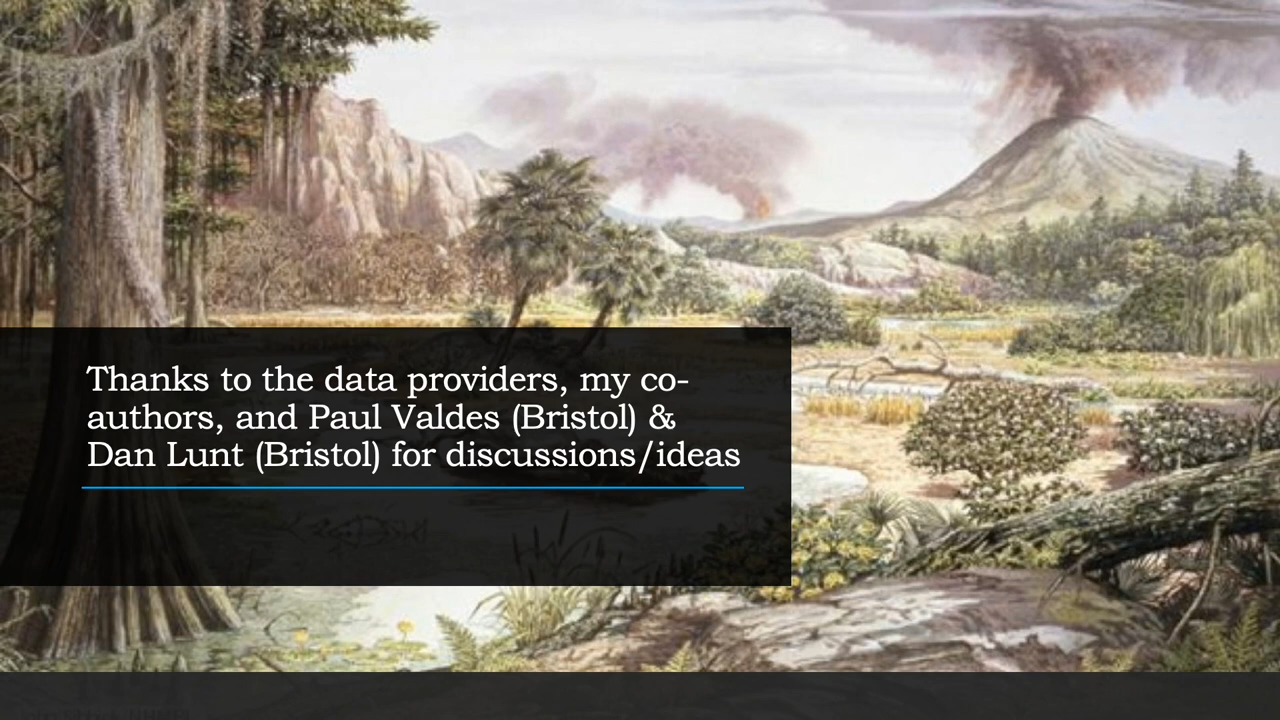 Thanks to the data providers, my co-
authors, and Paul Valdes (Bristol) &
Dan Lunt (Bristol) for discussions/ideas